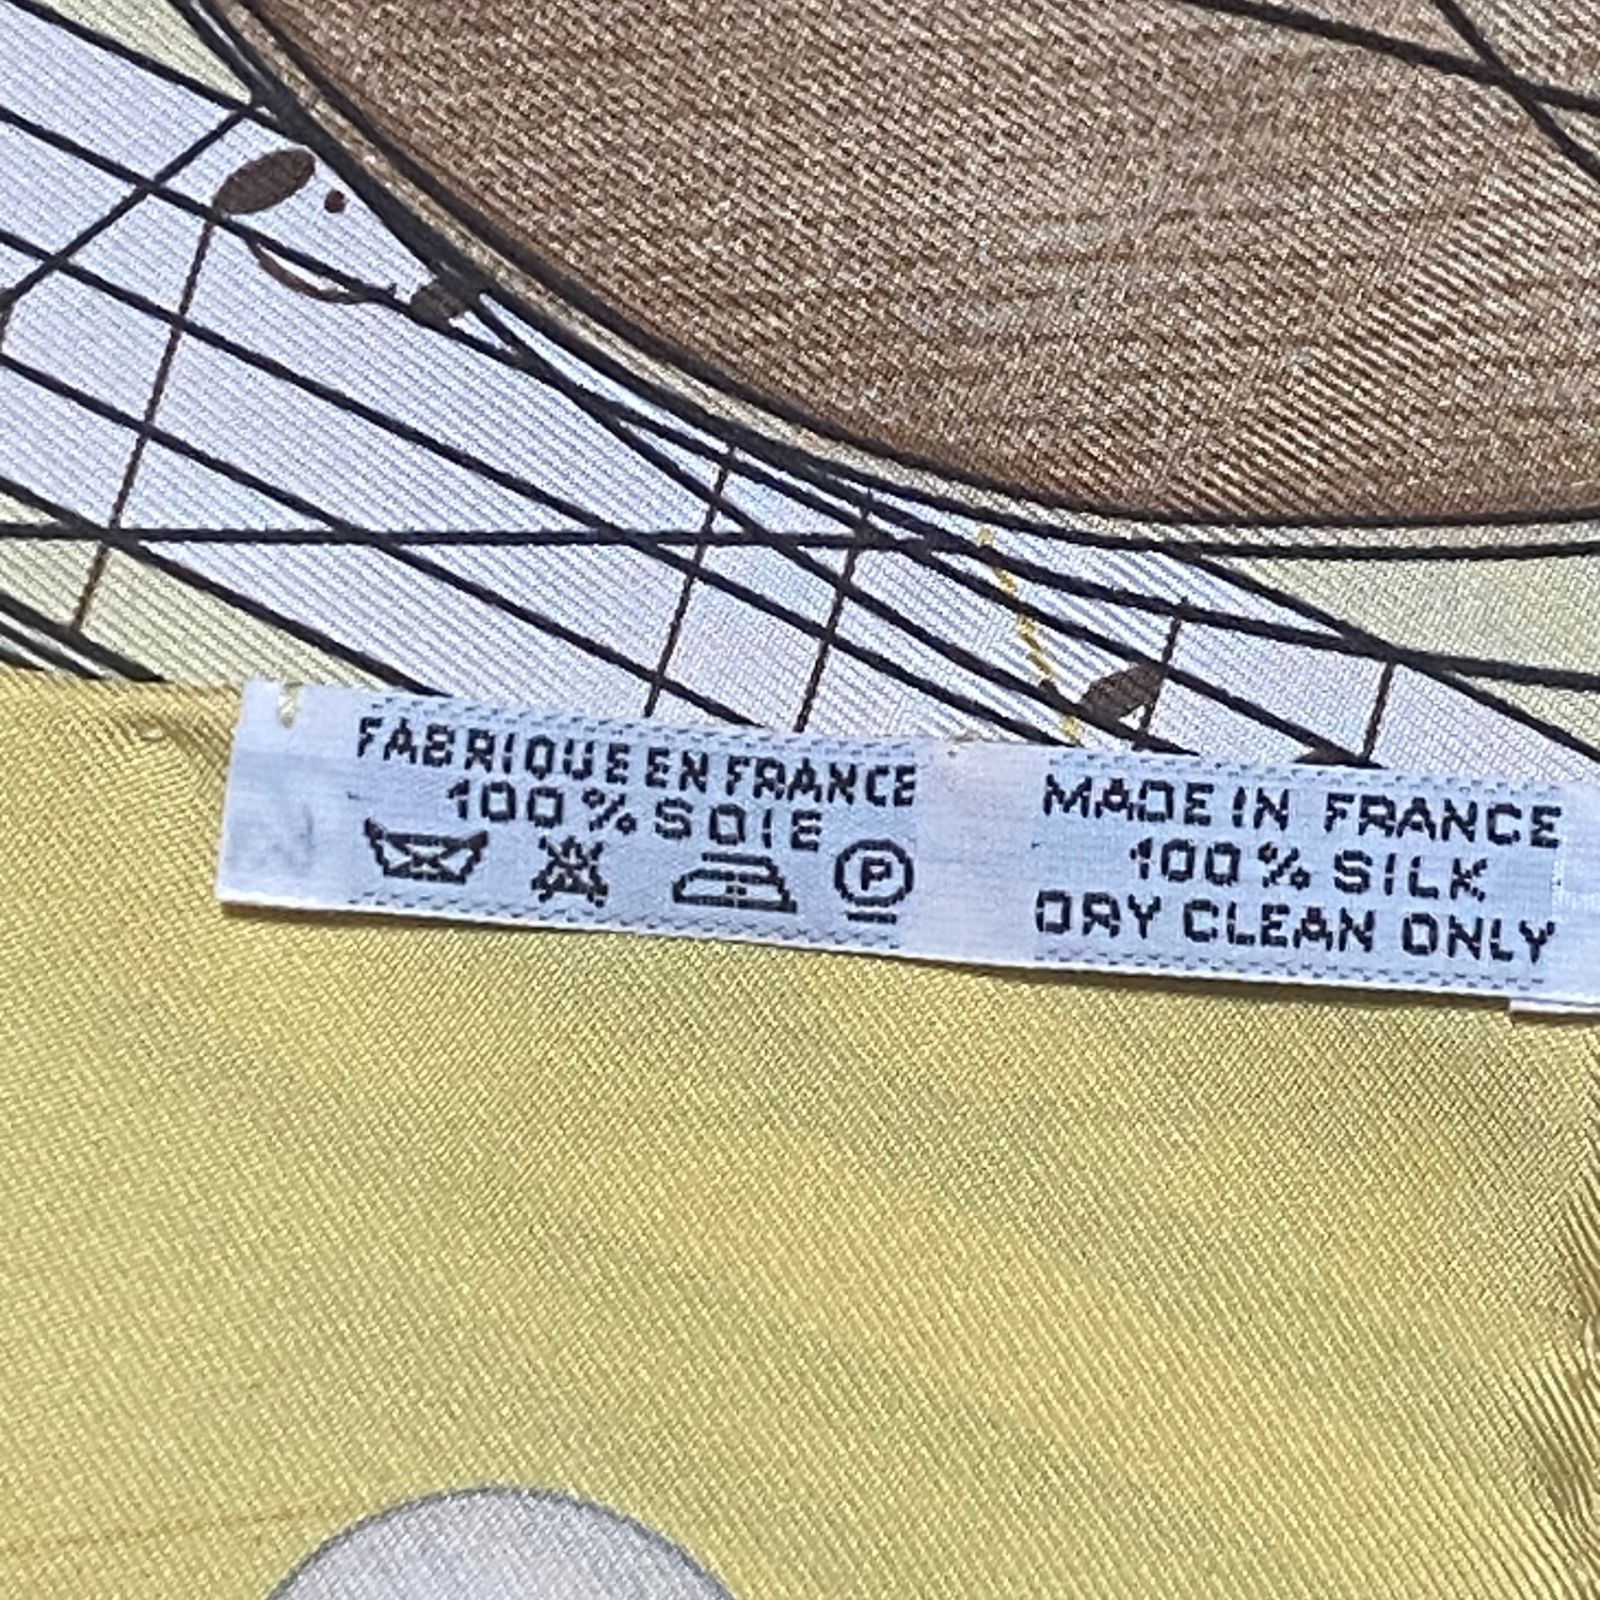 FABRIQUE EN FRANCE
100% SOIE
P
MADE IN FRANCE
100% SILK
DRY CLEAN ONLY